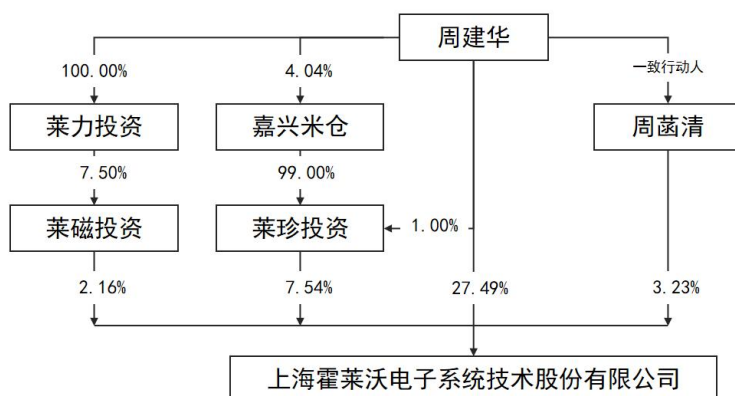 周建华
100.00%
4.04%
一致行动人
莱力投资
嘉兴米仓
周菡清
7.50%
99.00%
莱磁投资
莱珍投资
1.00%
2.16%
7.54%
27.49%
3.23%
上海霍莱沃电子系统技术股份有限公司